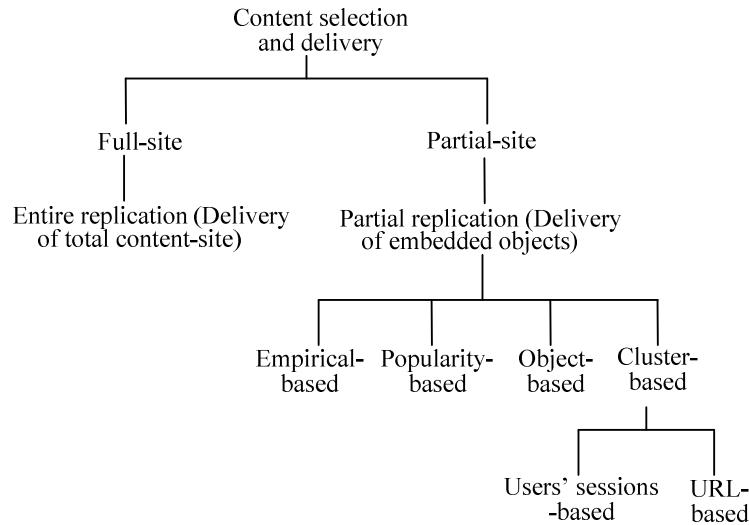 Content selection
and delivery
Full-site
Partial-site
Entire replication (Delivery
of total content-site)
Partial replication (Delivery
of embedded objects)
Empirical-
based
Popularity-
based
Object-
based
Cluster-
based
Users’ sessions
-based
URL-
based